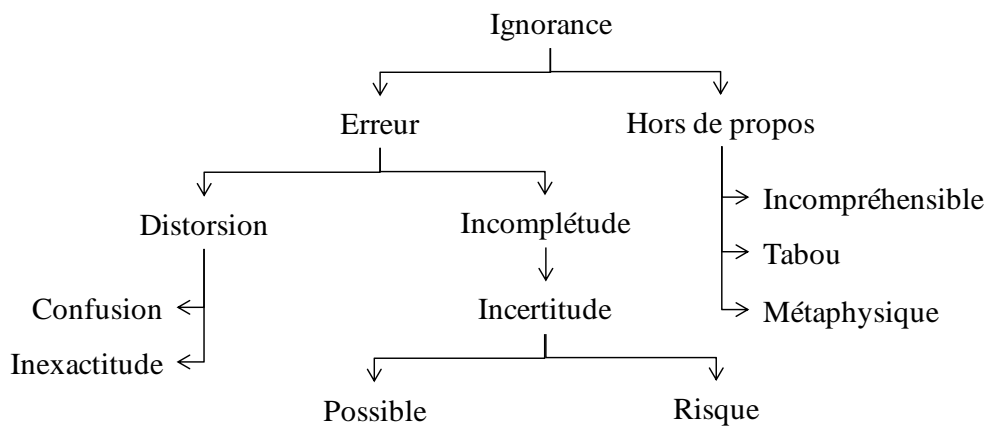 Ignorance
Erreur
Hors de propos
Distorsion
Incomplétude
Incompréhensible
Tabou
Confusion
Incertitude
Métaphysique
Inexactitude
Possible
Risque